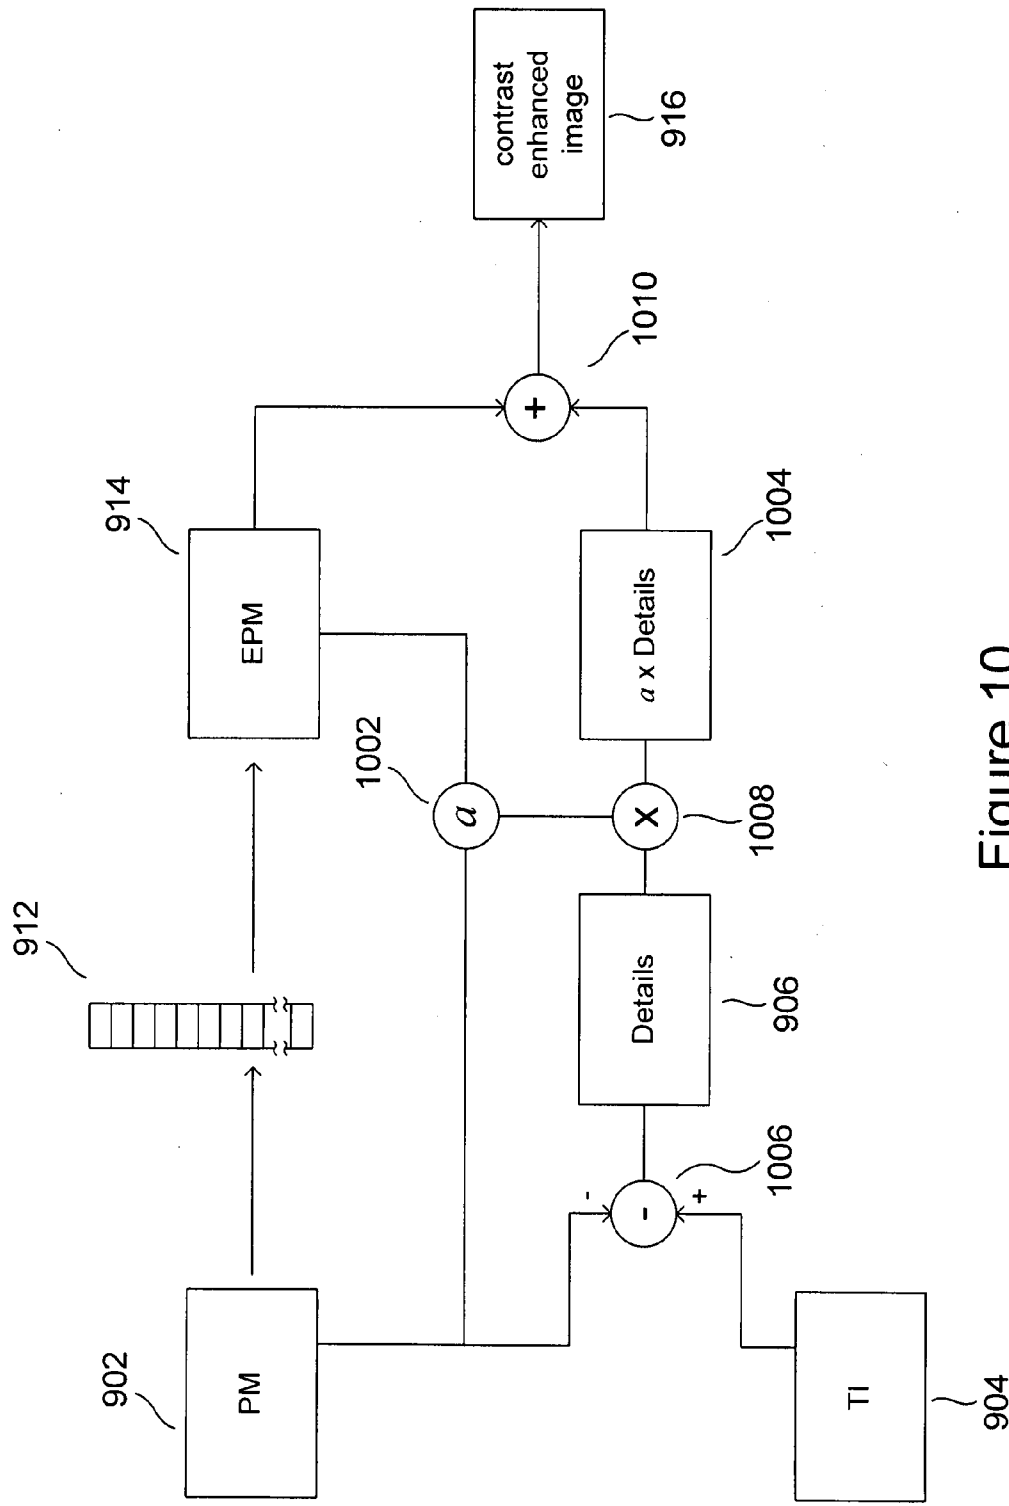 902
PM
912
914
EPM
1002
a
904
TI
-
+
-
1006
Details
906
X
1008
a x Details
1004
+
1010
contrast
enhanced
image
916
Figure 10